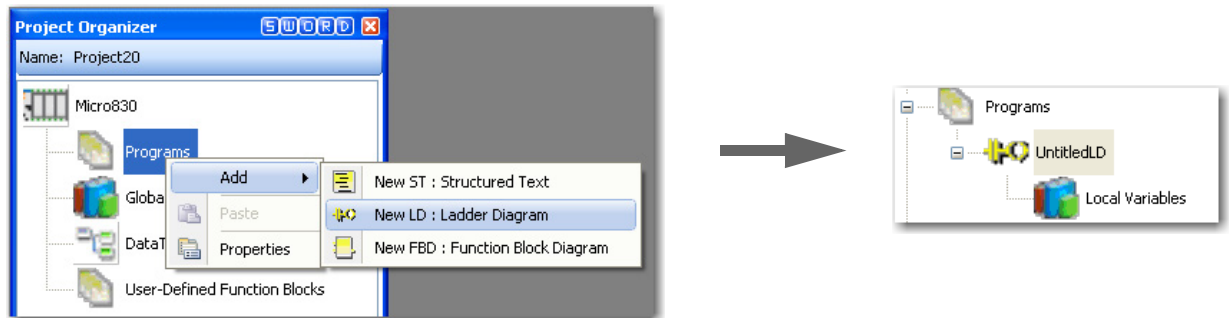 Project Organizer SWORD
Name: Project20
Micro830
Programs
Add
New ST : Structured Text
Globa
Paste
New LD : Ladder Diagram
DataT
Properties
New FBD : Function Block Diagram
User-Defined Function Blocks
Programs
UntitledLD
Local Variables